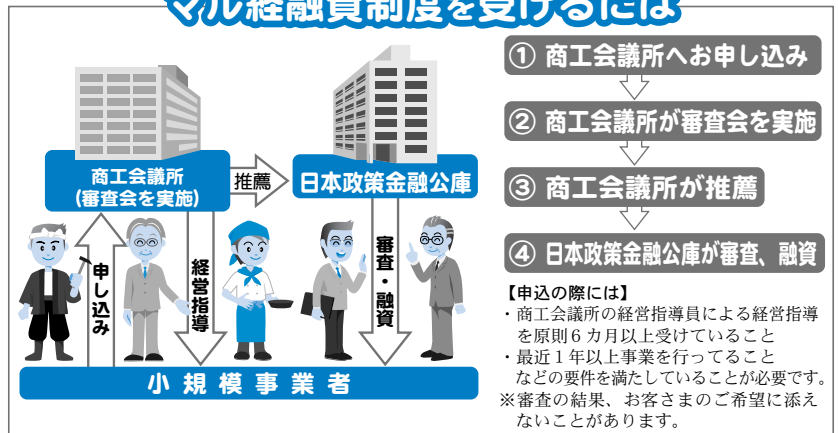 マル経融資制度を受けるには
商工会議所
(審査会を実施)
推薦
日本政策金融公庫
申し込み
経営指導
審査・融資
小規模事業者
① 商工会議所へお申し込み
② 商工会議所が審査会を実施
③ 商工会議所が推薦
④ 日本政策金融公庫が審査、融資
【申込の際には】
・商工会議所の経営指導員による経営指導
を原則6カ月以上受けていること
・最近1年以上事業を行ってること
などの要件を満たしていることが必要です。
※審査の結果、お客さまのご希望に添え
ないことがあります。